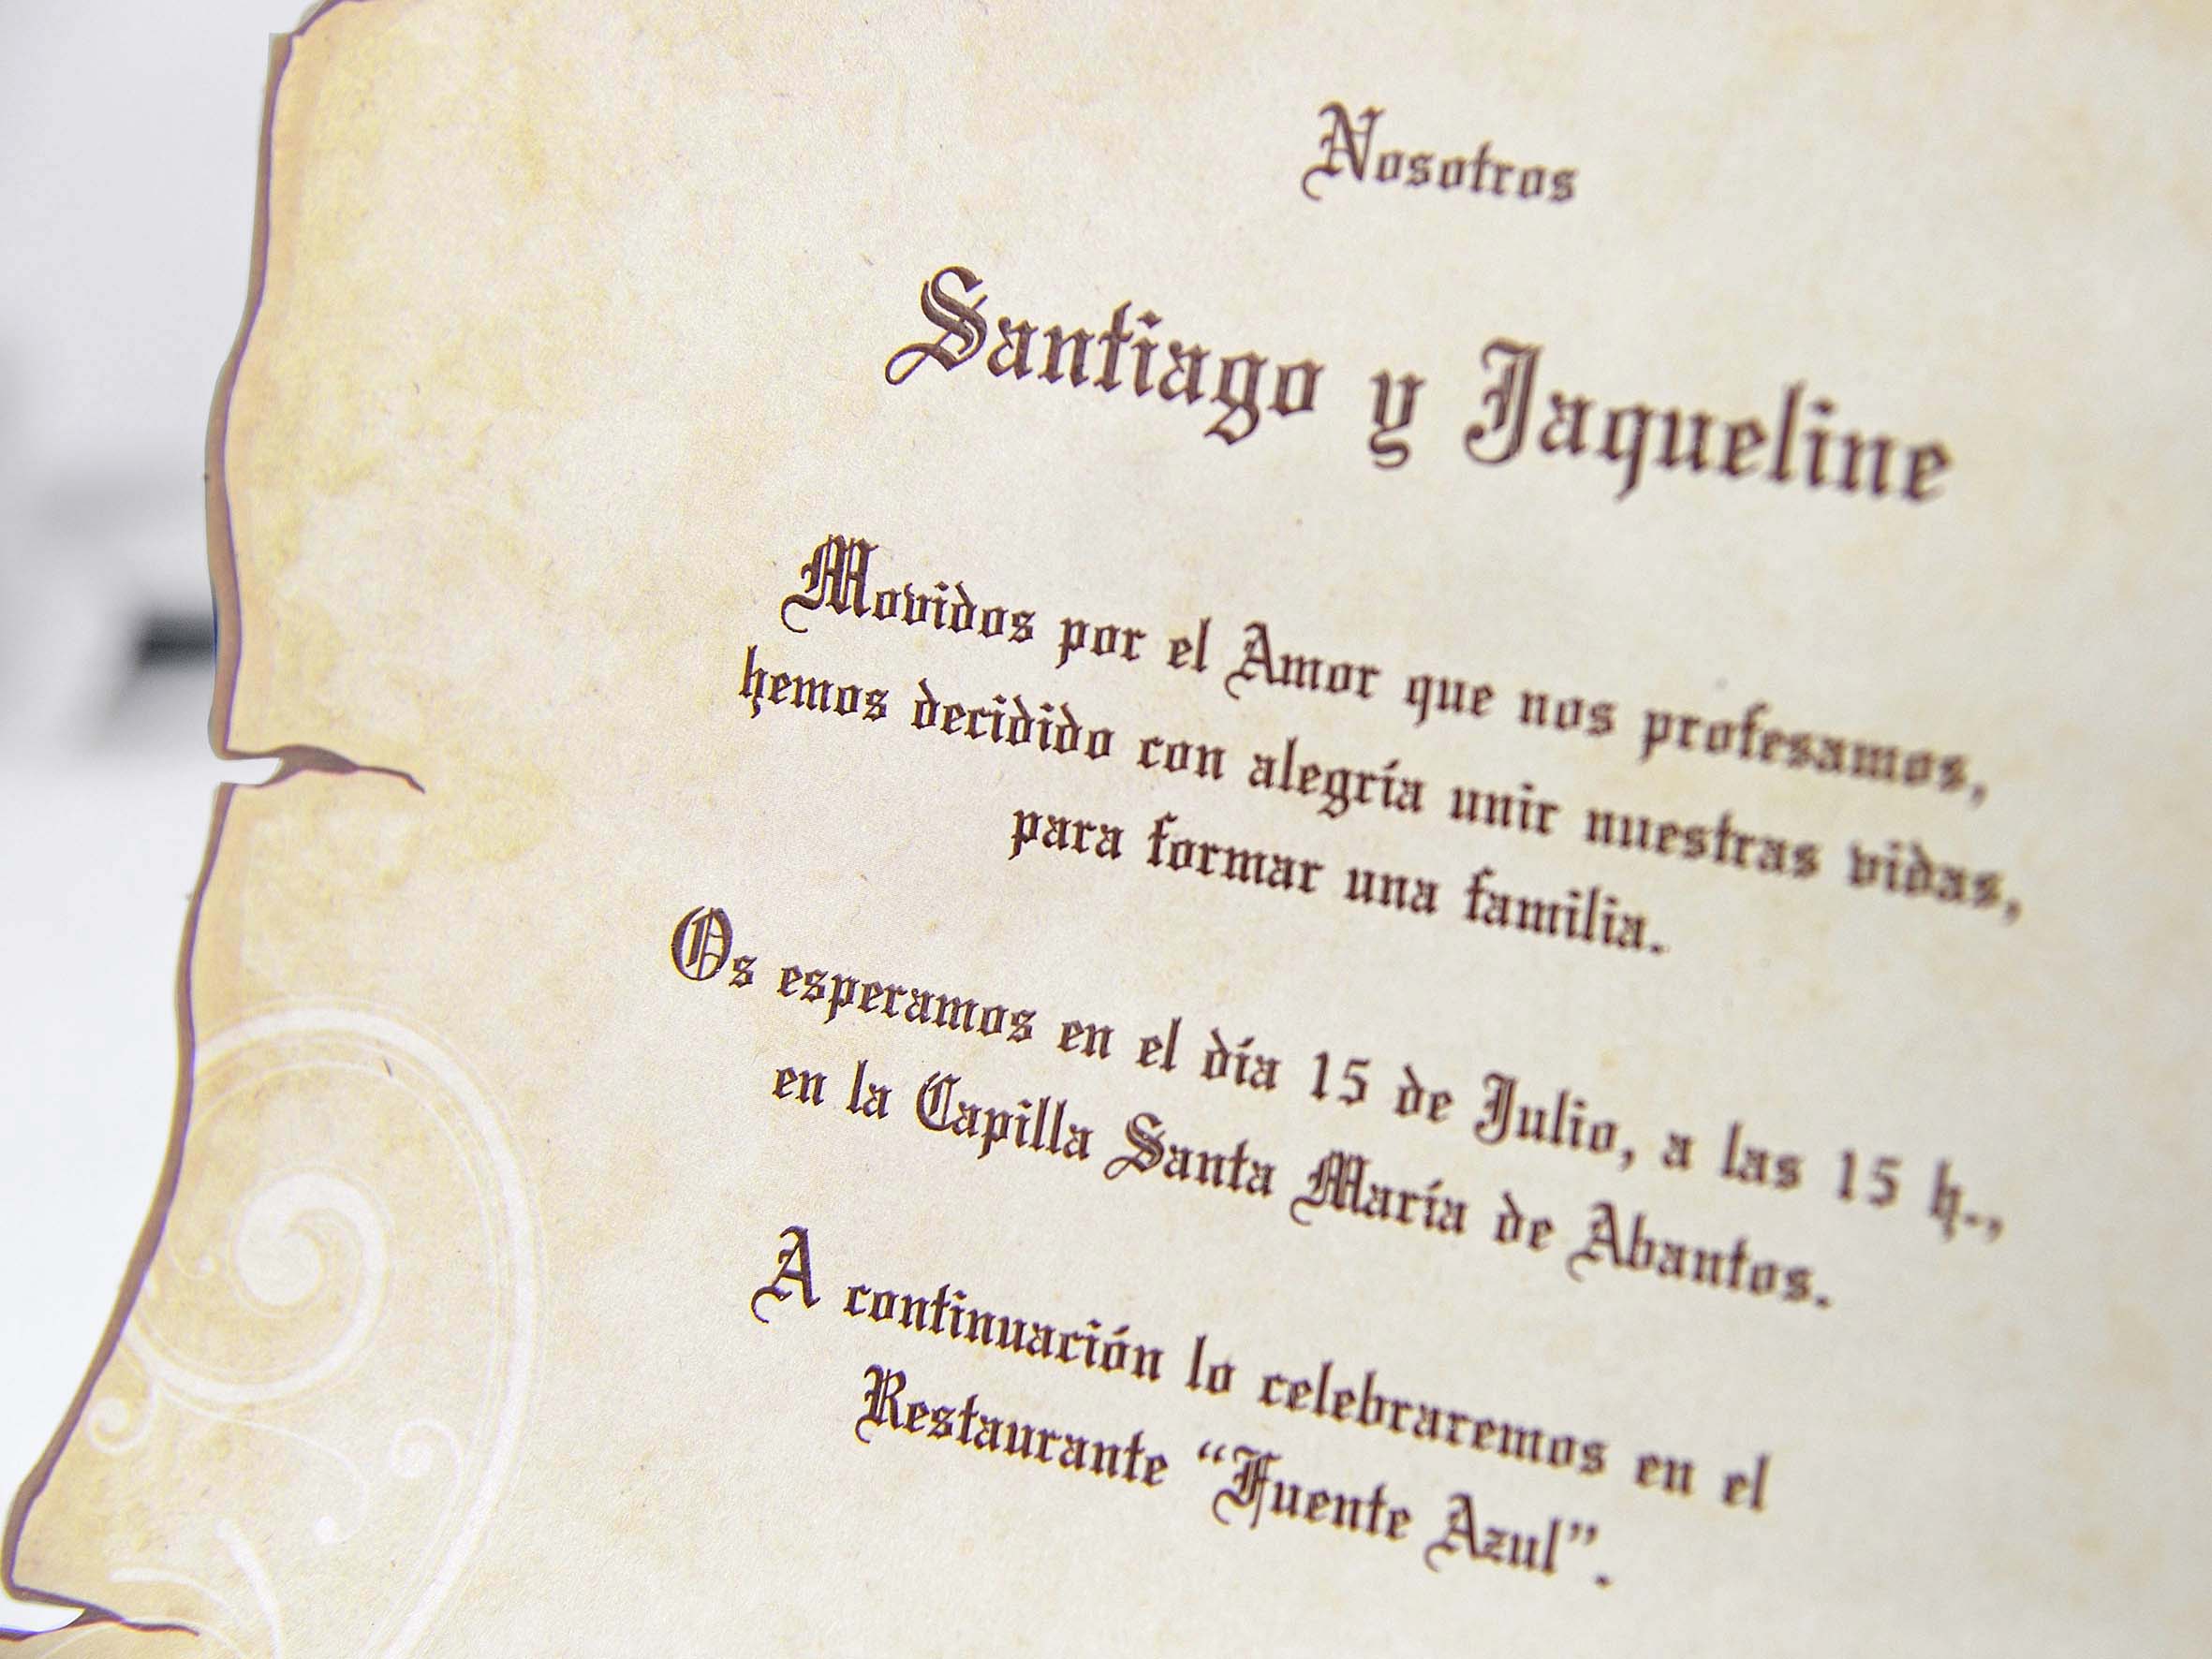 Nosotros
Santiago y Jaqueline
Movidos por el Amor que nos profesamos,
hemos decidido con alegría unir nuestras vidas,
para formar una familia.
Os esperamos en el día 15 de Julio, a las 15 h.,
en la Capilla Santa María de Abantos.
A continuación lo celebraremos en el
Restaurante “Fuente Azul”.